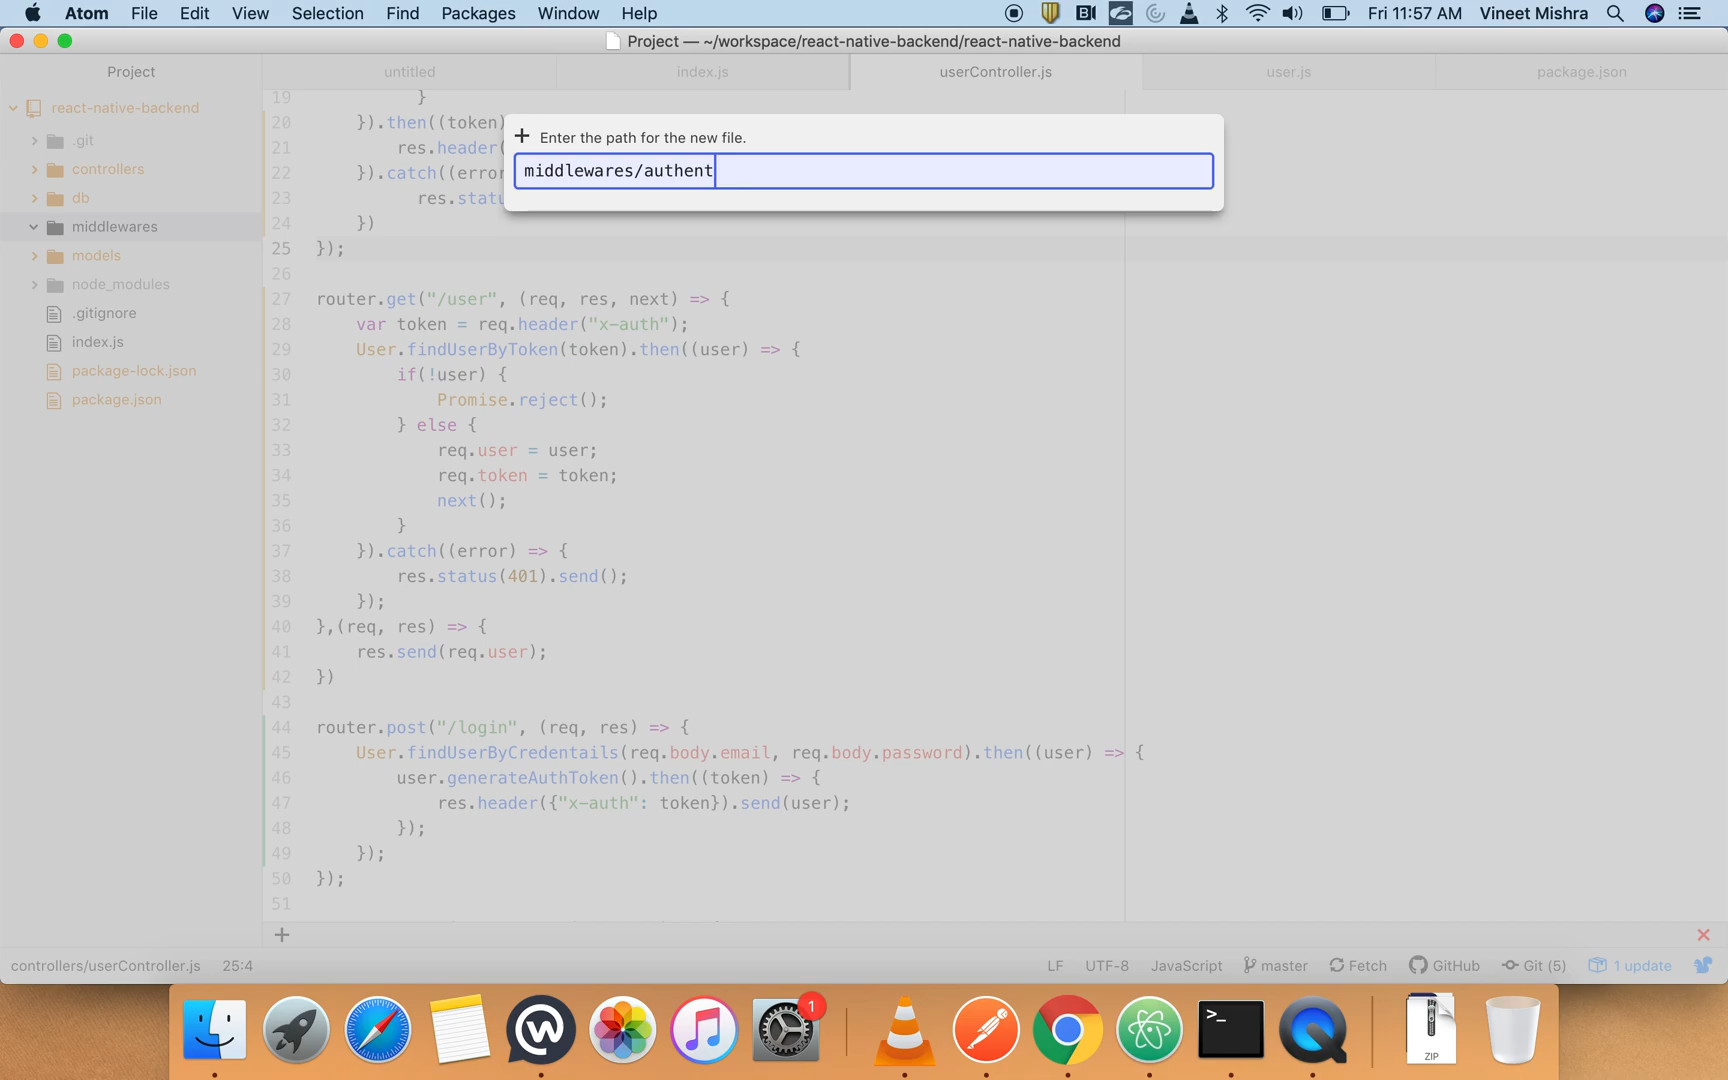 Atom File Edit View Selection Find Packages Window Help Fri 11:57 AM Vineet Mishra
Project — ~/workspace/react-native-backend/react-native-backend
Project untitled index.js userController.js user.js package.json
react-native-backend
.git
controllers
db
middlewares
models
node_modules
.gitignore
index.js
package-lock.json
package.json
Enter the path for the new file.
middlewares/authent
19 }
20 }).then((token)
21 res.header(
22 }).catch((error
23 res.statu
24 })
25 });
26
27 router.get("/user", (req, res, next) => {
28 var token = req.header("x-auth");
29 User.findUserByToken(token).then((user) => {
30 if(!user) {
31 Promise.reject();
32 } else {
33 req.user = user;
34 req.token = token;
35 next();
36 }
37 }).catch((error) => {
38 res.status(401).send();
39 });
40 },(req, res) => {
41 res.send(req.user);
42 })
43
44 router.post("/login", (req, res) => {
45 User.findUserByCredentails(req.body.email, req.body.password).then((user) => {
46 user.generateAuthToken().then((token) => {
47 res.header({"x-auth": token}).send(user);
48 });
49 });
50 });
51
controllers/userController.js 25:4 LF UTF-8 JavaScript master Fetch GitHub Git (5) 1 update
1
>_
ZIP